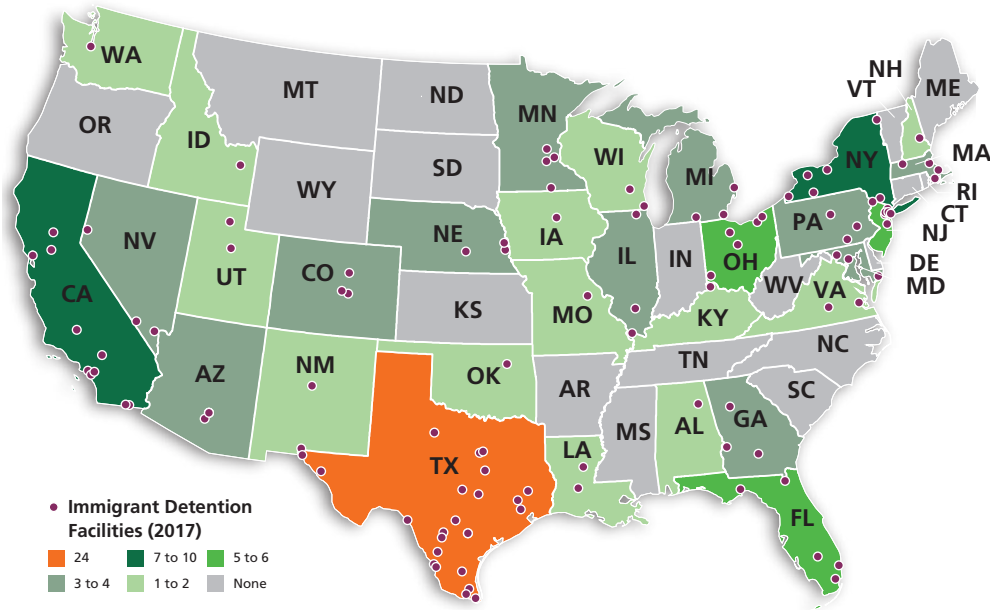 WA
MT
ND
MN
VT
NH
ME
OR
ID
SD
WI
MI
NY
MA
WY
RI
CT
NV
NE
IA
PA
NJ
UT
CO
IL
IN
OH
DE
MD
CA
KS
MO
WV
VA
KY
AZ
NM
OK
AR
TN
NC
SC
MS
AL
GA
TX
LA
FL
Immigrant Detention
Facilities (2017)
24
7 to 10
5 to 6
3 to 4
1 to 2
None